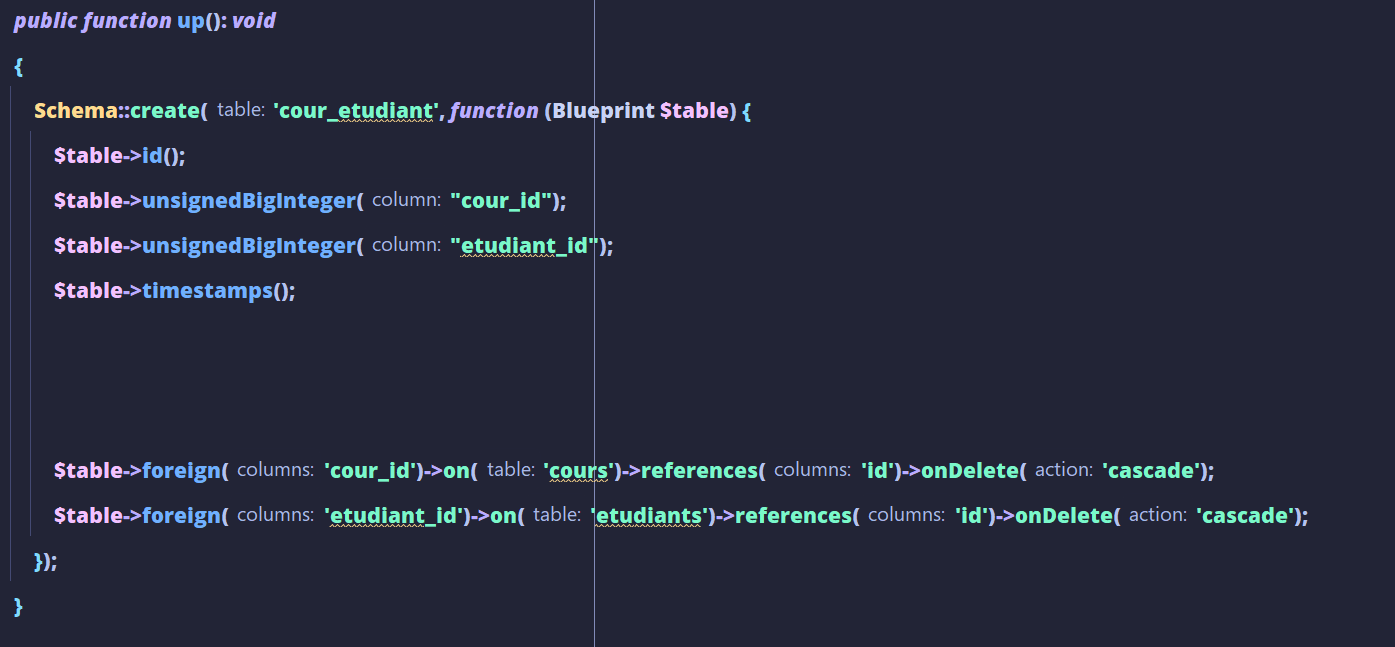 public function up(): void
{
Schema::create( table: 'cour_etudiant', function (Blueprint $table) {
$table->id();
$table->unsignedBigInteger( column: "cour_id");
$table->unsignedBigInteger( column: "etudiant_id");
$table->timestamps();
$table->foreign( columns: 'cour_id')->on( table: 'cours')->references( columns: 'id')->onDelete( action: 'cascade');
$table->foreign( columns: 'etudiant_id')->on( table: 'etudiants')->references( columns: 'id')->onDelete( action: 'cascade');
});
}